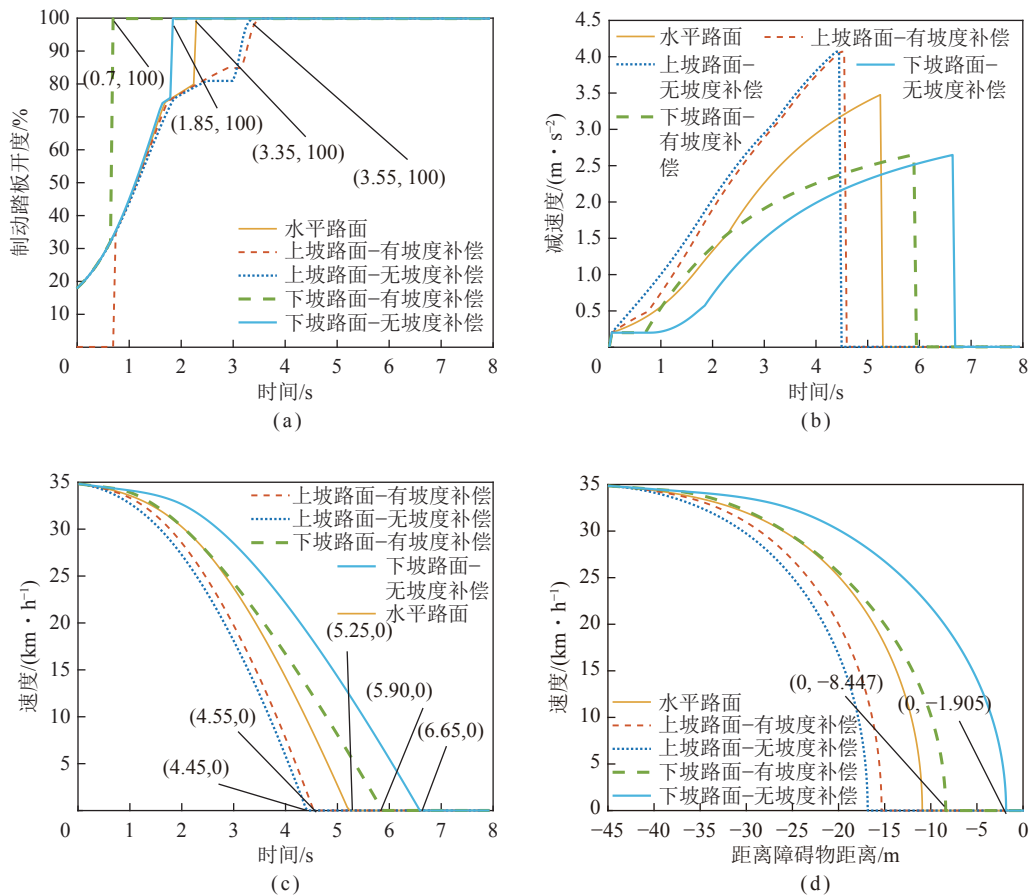 100
90
80
70
60
50
40
30
20
10
0
1
2
3
4
5
6
7
8
制动踏板开度/%
时间/s
(0.7, 100)
(1.85, 100)
(3.35, 100)
(3.55, 100)
水平路面
上坡路面-有坡度补偿
上坡路面-无坡度补偿
下坡路面-有坡度补偿
下坡路面-无坡度补偿
(a)
4.5
4.0
3.5
3.0
2.5
2.0
1.5
1.0
0.5
0
1
2
3
4
5
6
7
8
减速度/(m·s⁻²)
时间/s
水平路面
上坡路面-有坡度补偿
上坡路面-
无坡度补偿
下坡路面-
无坡度补偿
下坡路面-
有坡度补
偿
(b)
35
30
25
20
15
10
5
0
1
2
3
4
5
6
7
8
速度/(km·h⁻¹)
时间/s
上坡路面-有坡度补偿
上坡路面-无坡度补偿
下坡路面-有坡度补偿
下坡路面-
无坡度补偿
水平路面
(5.25,0)
(5.90,0)
(4.55,0)
(6.65,0)
(4.45,0)
(c)
35
30
25
20
15
10
5
0
−45
−40
−35
−30
−25
−20
−15
−10
−5
0
速度/(km·h⁻¹)
距离障碍物距离/m
(0, −8.447)
(0, −1.905)
水平路面
上坡路面-有坡度补偿
上坡路面-无坡度补偿
下坡路面-有坡度补偿
下坡路面-无坡度补偿
(d)